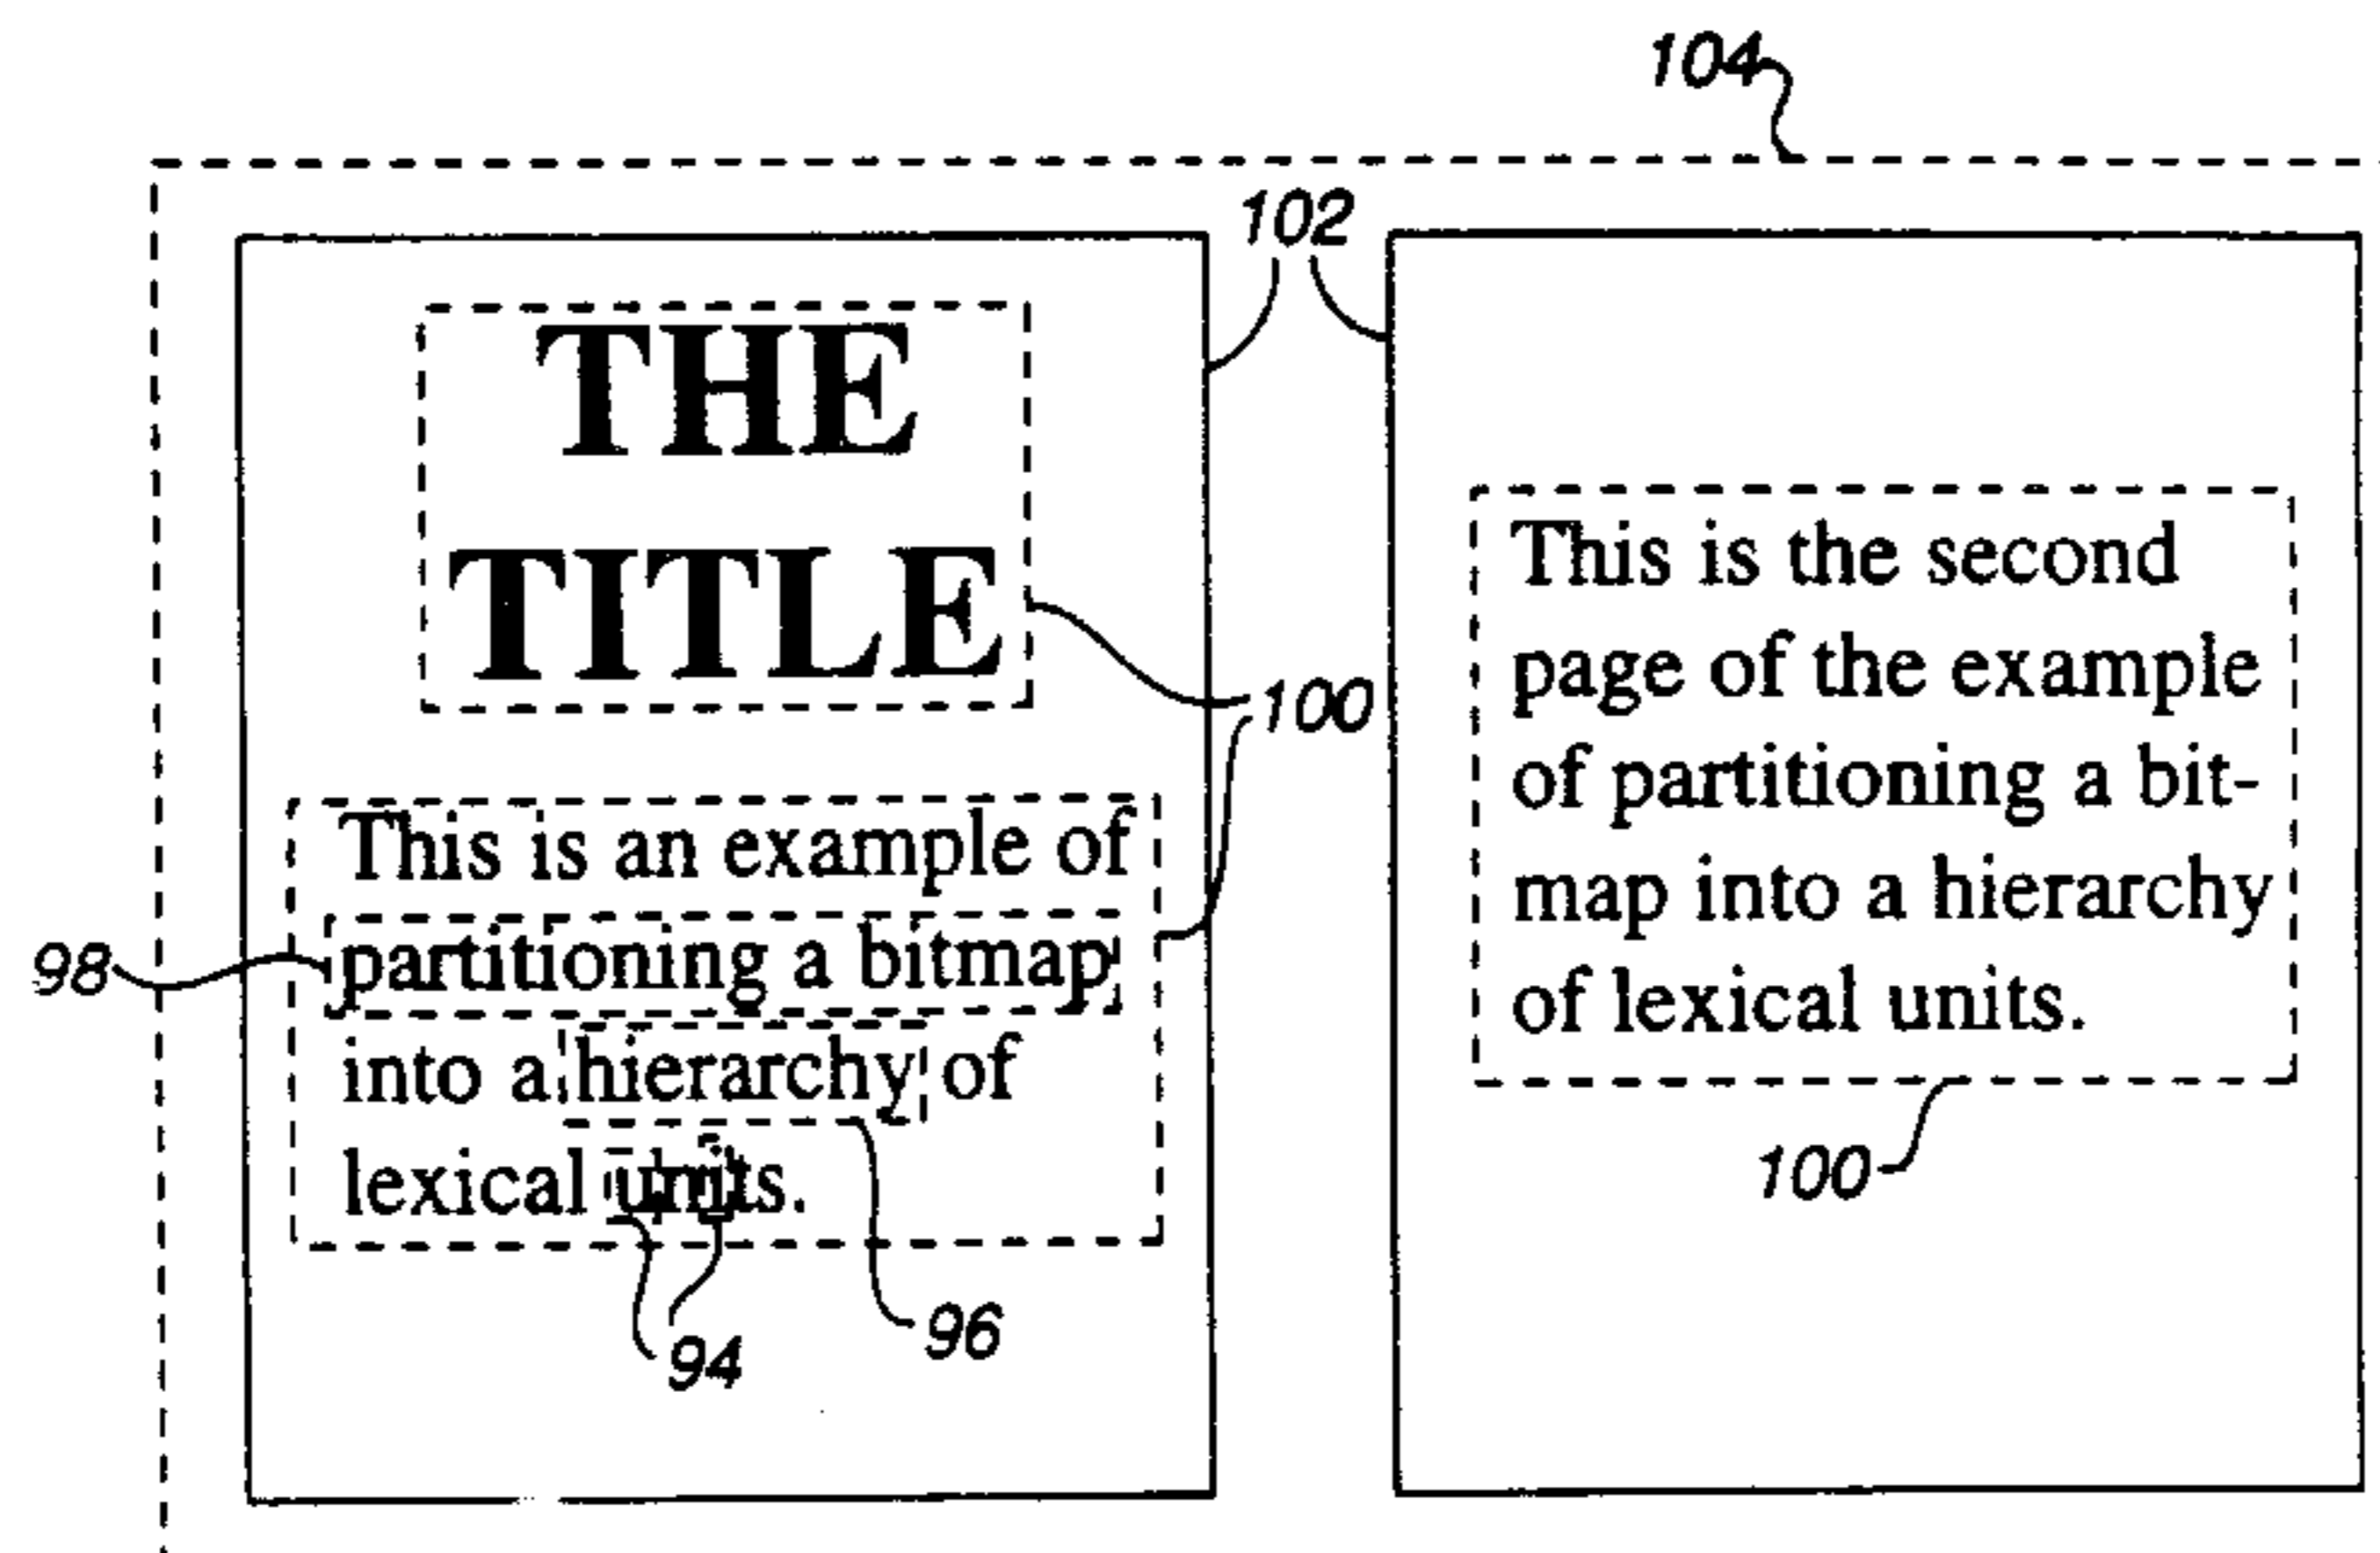 104
102
THE
TITLE
100
This is an example of
98
partitioning a bitmap
into a hierarchy of
lexical units.
94
96
This is the second
page of the example
of partitioning a bit-
map into a hierarchy
of lexical units.
100